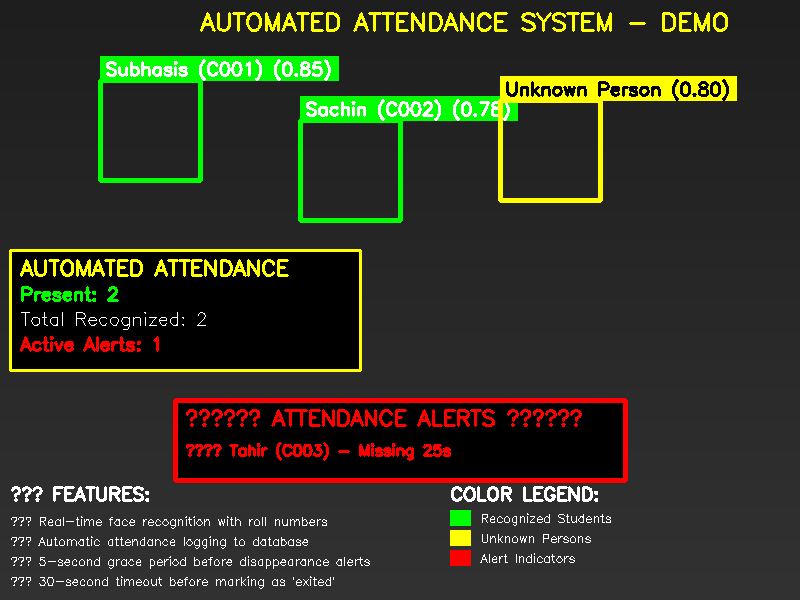 AUTOMATED ATTENDANCE SYSTEM - DEMO
Subhasis (C001) (0.85)
Sachin (C002) (0.78)
Unknown Person (0.80)
AUTOMATED ATTENDANCE
Present: 2
Total Recognized: 2
Active Alerts: 1
?????? ATTENDANCE ALERTS ??????
???? Tahir (C003) - Missing 25s
??? FEATURES:
??? Real-time face recognition with roll numbers
??? Automatic attendance logging to database
??? 5-second grace period before disappearance alerts
??? 30-second timeout before marking as 'exited'
COLOR LEGEND:
Recognized Students
Unknown Persons
Alert Indicators